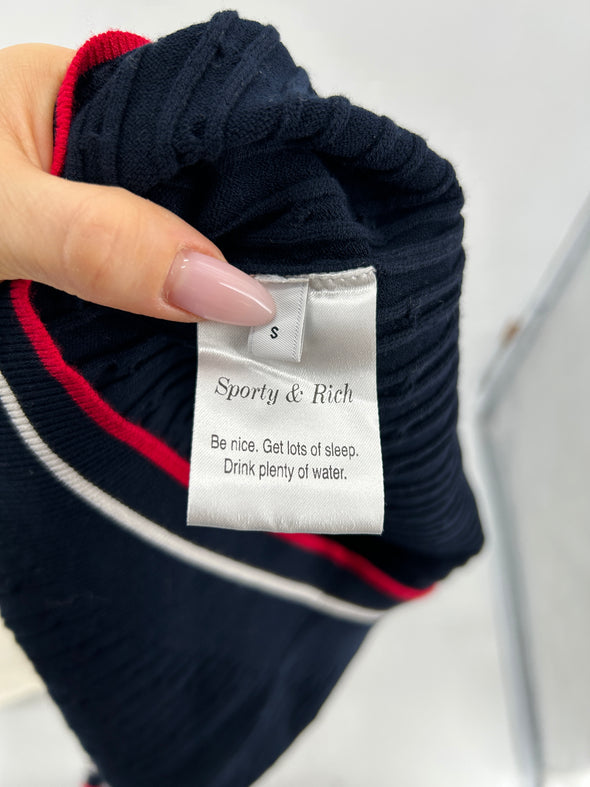 S
Sporty & Rich
Be nice. Get lots of sleep.
Drink plenty of water.